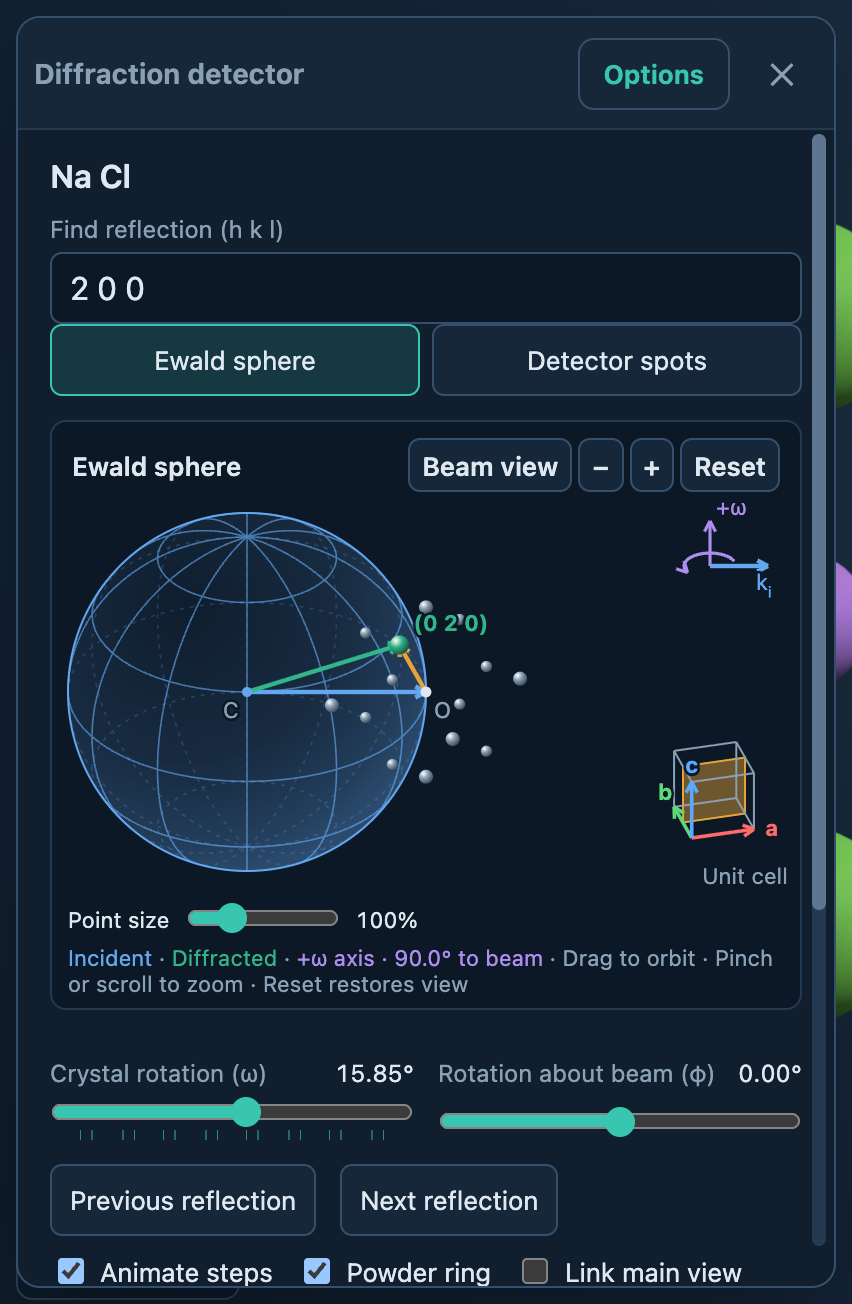 Diffraction detector
Options
Na Cl
Find reflection (h k l)
2 0 0
Ewald sphere
Detector spots
Ewald sphere
Beam view
−
+
Reset
+ω
ki
(0 2 0)
C
O
c
b
a
Unit cell
Point size
100%
Incident · Diffracted · +ω axis · 90.0° to beam · Drag to orbit · Pinch
or scroll to zoom · Reset restores view
Crystal rotation (ω)
15.85°
Rotation about beam (ϕ)
0.00°
Previous reflection
Next reflection
Animate steps
Powder ring
Link main view